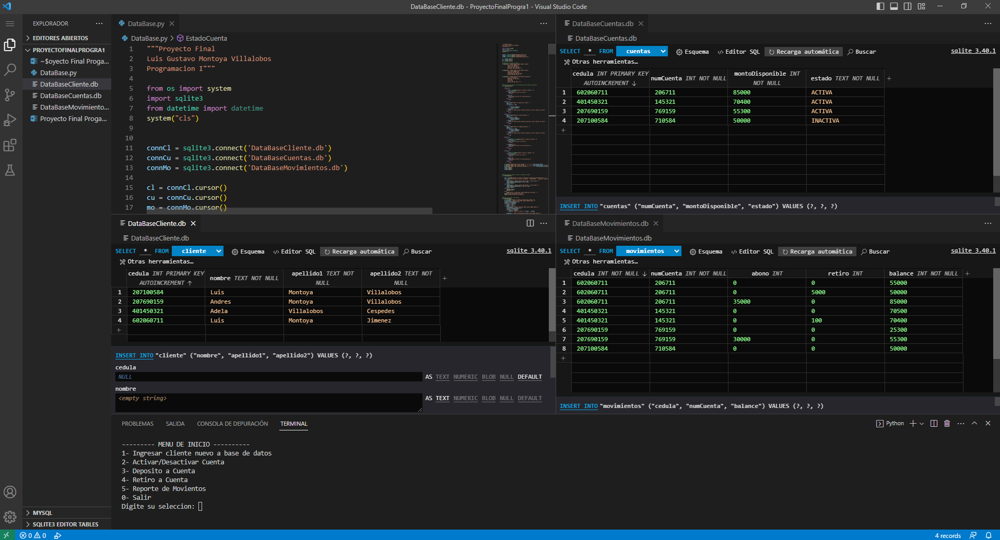 DataBaseCliente.db - ProyectoFinalProgra1 - Visual Studio Code
EXPLORADOR
EDITORES ABIERTOS
PROYECTOFINALPROGRA1
~$oyecto Final Proga...
DataBase.py
DataBaseCliente.db
DataBaseCuentas.db
DataBaseMovimiento...
Proyecto Final Proga...
MYSQL
SQLITE3 EDITOR TABLES
DataBase.py
DataBase.py > EstadoCuenta
1 """Proyecto Final
2 Luis Gustavo Montoya Villalobos
3 Programacion I"""
4
5 from os import system
6 import sqlite3
7 from datetime import datetime
8 system("cls")
9
10
11 connCl = sqlite3.connect('DataBaseCliente.db')
12 connCu = sqlite3.connect('DataBaseCuentas.db')
13 connMo = sqlite3.connect('DataBaseMovimientos.db')
14
15 cl = connCl.cursor()
16 cu = connCu.cursor()
17 mo = connMo.cursor()
DataBaseCuentas.db
DataBaseCuentas.db
SELECT * FROM cuentas Esquema Editor SQL Recarga automática Buscar sqlite 3.40.1
Otras herramientas…
cedula INT PRIMARY KEY AUTOINCREMENT ↓ numCuenta INT NOT NULL montoDisponible INT NOT NULL estado TEXT NOT NULL +
1 602060711 206711 85000 ACTIVA
2 401450321 145321 70400 ACTIVA
3 207690159 769159 55300 ACTIVA
4 207100584 710584 50000 INACTIVA
+
INSERT INTO "cuentas" ("numCuenta", "montoDisponible", "estado") VALUES (?, ?, ?)
DataBaseCliente.db
DataBaseCliente.db
SELECT * FROM cliente Esquema Editor SQL Recarga automática Buscar sqlite 3.40.1
Otras herramientas…
cedula INT PRIMARY KEY AUTOINCREMENT ↑ nombre TEXT NOT NULL apellido1 TEXT NOT NULL apellido2 TEXT NOT NULL +
1 207100584 Luis Montoya Villalobos
2 207690159 Andres Montoya Villalobos
3 401450321 Adela Villalobos Cespedes
4 602060711 Luis Montoya Jimenez
+
INSERT INTO "cliente" ("nombre", "apellido1", "apellido2") VALUES (?, ?, ?)
cedula
NULL AS TEXT NUMERIC BLOB NULL DEFAULT
nombre
<empty string> AS TEXT NUMERIC BLOB NULL DEFAULT
DataBaseMovimientos.db
DataBaseMovimientos.db
SELECT * FROM movimientos Esquema Editor SQL Recarga automática Buscar sqlite 3.40.1
Otras herramientas…
cedula INT NOT NULL ↓ numCuenta INT NOT NULL abono INT retiro INT balance INT NOT NULL +
1 602060711 206711 0 0 55000
2 602060711 206711 0 5000 50000
3 602060711 206711 35000 0 85000
4 401450321 145321 0 0 70500
5 401450321 145321 0 100 70400
6 207690159 769159 0 0 25300
7 207690159 769159 30000 0 55300
8 207100584 710584 0 0 50000
+
INSERT INTO "movimientos" ("cedula", "numCuenta", "balance") VALUES (?, ?, ?)
PROBLEMAS SALIDA CONSOLA DE DEPURACIÓN TERMINAL Python
--------- MENU DE INICIO ----------
1- Ingresar cliente nuevo a base de datos
2- Activar/Desactivar Cuenta
3- Deposito a Cuenta
4- Retiro a Cuenta
5- Reporte de Movientos
0- Salir
Digite su seleccion:
0 0 4 records